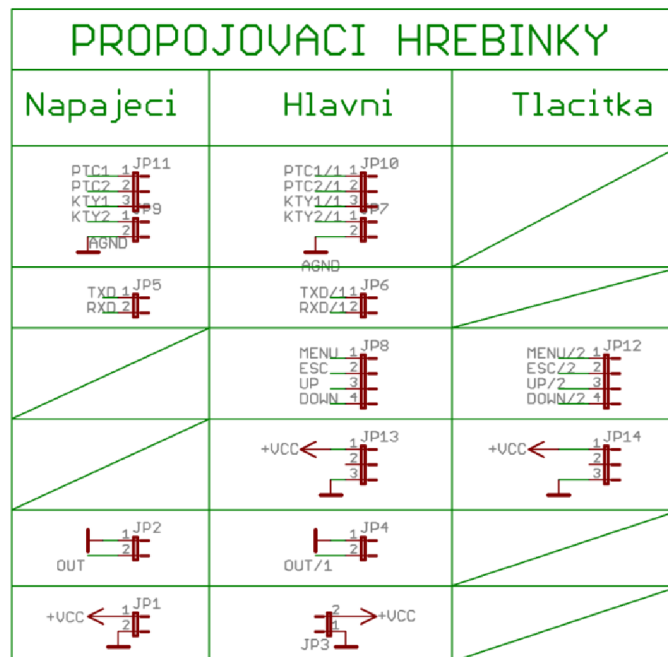 PROPOJOVACI HREBINKY
Napajeci Hlavni Tlacitka
JP11 JP10
PTC1 1 PTC1/1 1
PTC2 2 PTC2/1 2
KTY1 3 KTY1/1 3
JP9 JP7
KTY2 1 KTY2/1 1
2 2
AGND AGND
JP5 JP6
TXD 1 TXD/1 1
RXD 2 RXD/1 2
JP8 JP12
MENU 1 MENU/2 1
ESC 2 ESC/2 2
UP 3 UP/2 3
DOWN 4 DOWN/2 4
JP13 JP14
+VCC 1 +VCC 1
2 2
3 3
JP2 JP4
1 1
2 2
OUT OUT/1
JP1
+VCC 1 2 +VCC
2 1
JP3